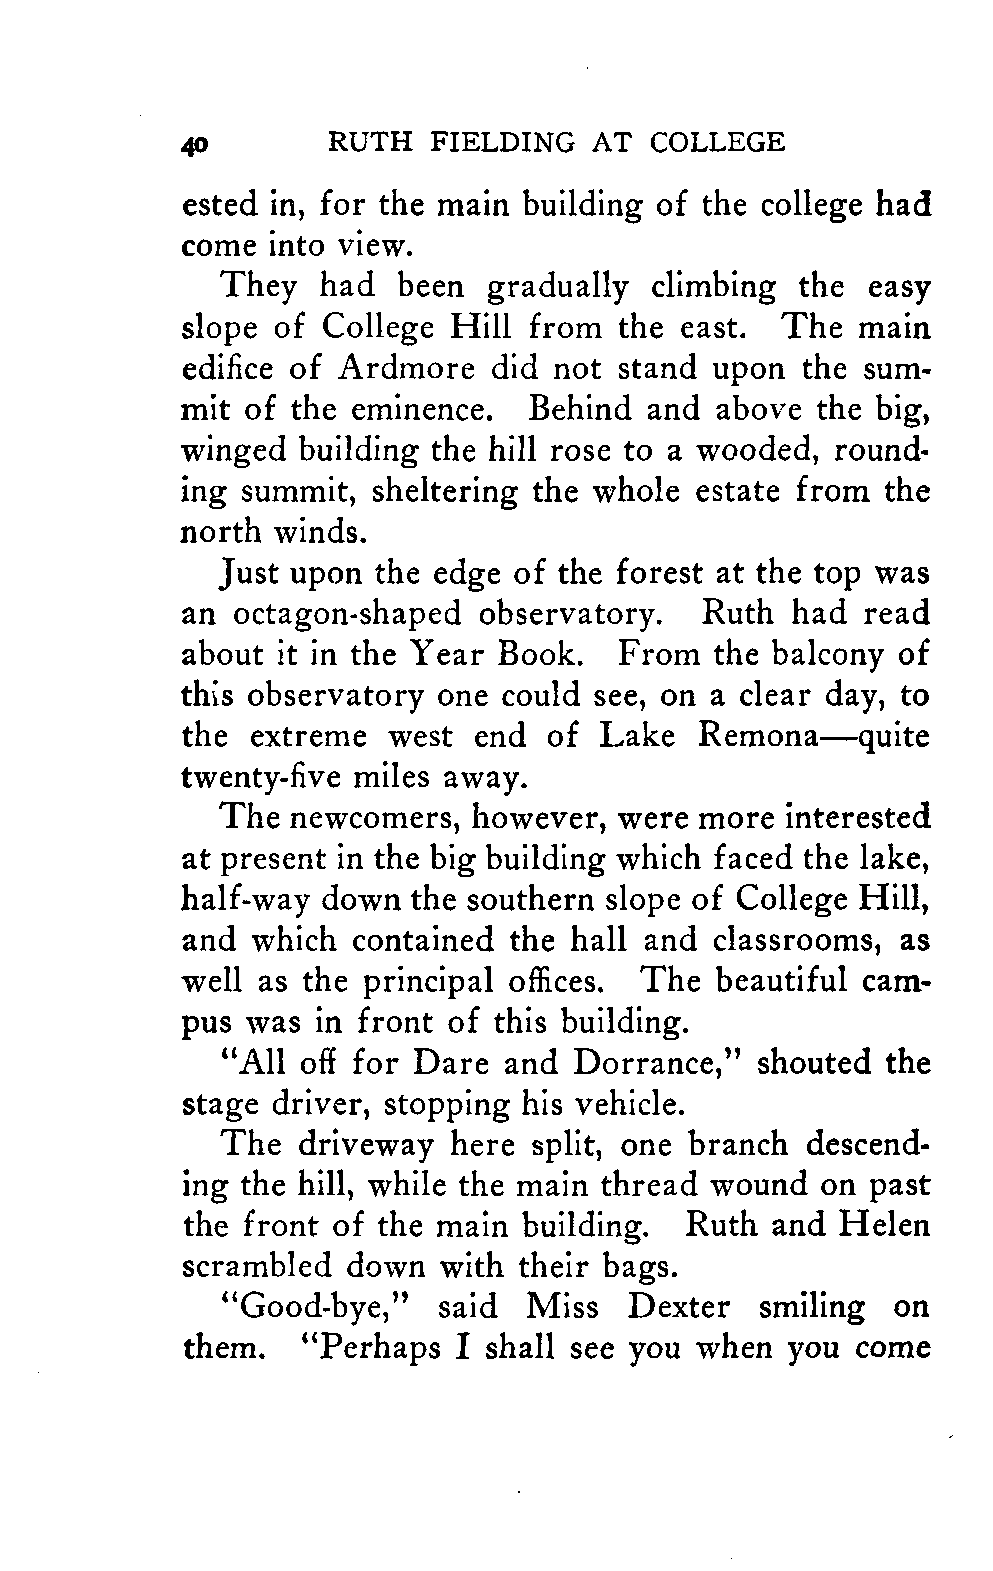 40 RUTH FIELDING AT COLLEGE
ested in, for the main building of the college had
come into view.
They had been gradually climbing the easy
slope of College Hill from the east. The main
edifice of Ardmore did not stand upon the sum-
mit of the eminence. Behind and above the big,
winged building the hill rose to a wooded, round-
ing summit, sheltering the whole estate from the
north winds.
Just upon the edge of the forest at the top was
an octagon-shaped observatory. Ruth had read
about it in the Year Book. From the balcony of
this observatory one could see, on a clear day, to
the extreme west end of Lake Remona—quite
twenty-five miles away.
The newcomers, however, were more interested
at present in the big building which faced the lake,
half-way down the southern slope of College Hill,
and which contained the hall and classrooms, as
well as the principal offices. The beautiful cam-
pus was in front of this building.
"All off for Dare and Dorrance," shouted the
stage driver, stopping his vehicle.
The driveway here split, one branch descend-
ing the hill, while the main thread wound on past
the front of the main building. Ruth and Helen
scrambled down with their bags.
"Good-bye," said Miss Dexter smiling on
them. "Perhaps I shall see you when you come